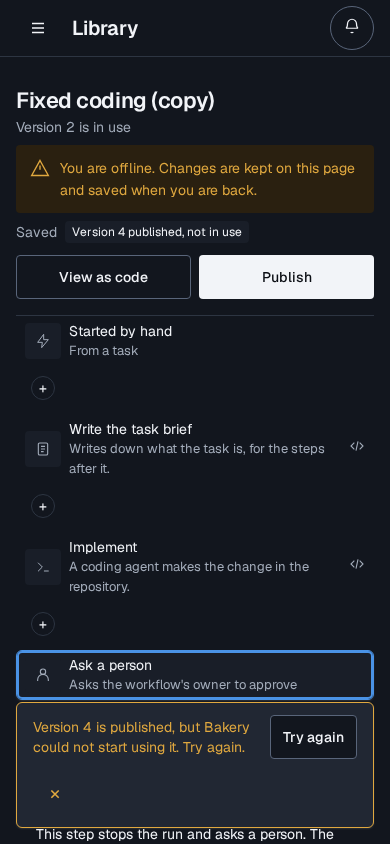 Library
Fixed coding (copy)
Version 2 is in use
You are offline. Changes are kept on this page
and saved when you are back.
Saved
Version 4 published, not in use
View as code
Publish
Started by hand
From a task
Write the task brief
Writes down what the task is, for the steps
after it.
Implement
A coding agent makes the change in the
repository.
Ask a person
Asks the workflow's owner to approve
Version 4 is published, but Bakery
could not start using it. Try again.
Try again
This step stops the run and asks a person. The